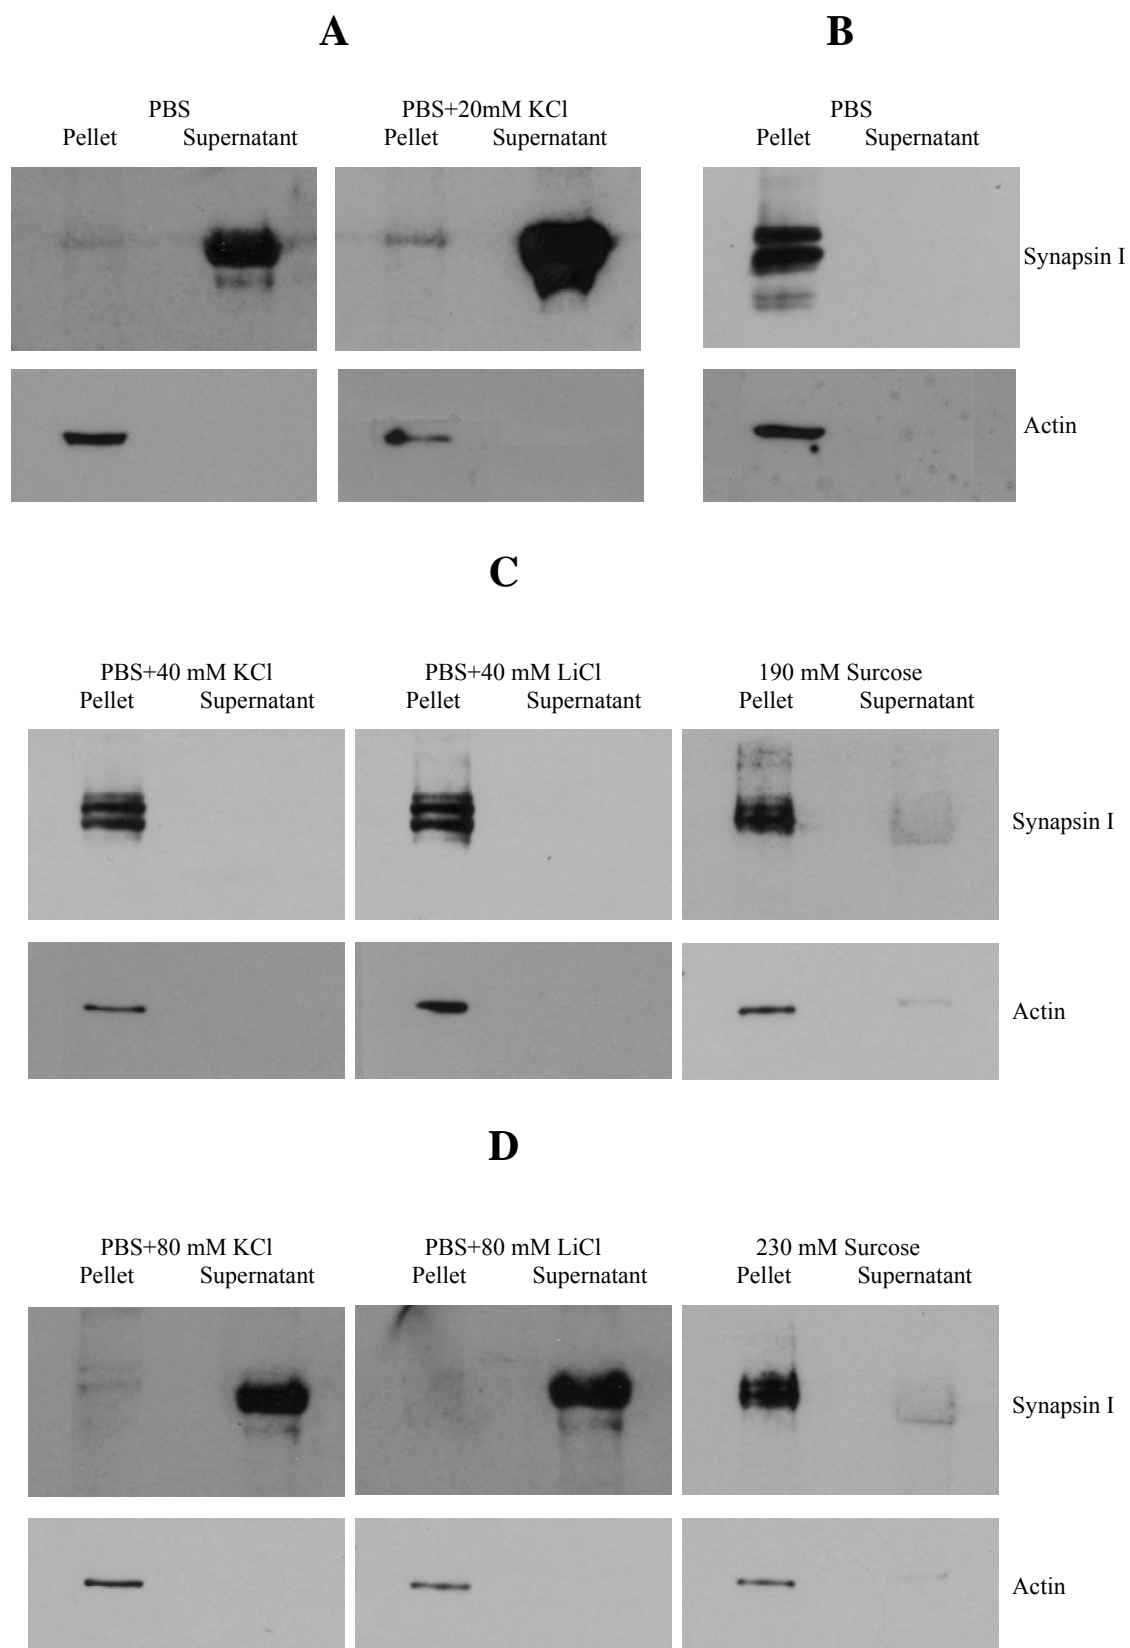 A
B
PBS
PBS+20mM KCl
PBS
Pellet Supernatant
Pellet Supernatant
Pellet Supernatant
Synapsin I
Actin
C
PBS+40 mM KCl
PBS+40 mM LiCl
190 mM Surcose
Pellet Supernatant
Pellet Supernatant
Pellet Supernatant
Synapsin I
Actin
D
PBS+80 mM KCl
PBS+80 mM LiCl
230 mM Surcose
Pellet Supernatant
Pellet Supernatant
Pellet Supernatant
Synapsin I
Actin